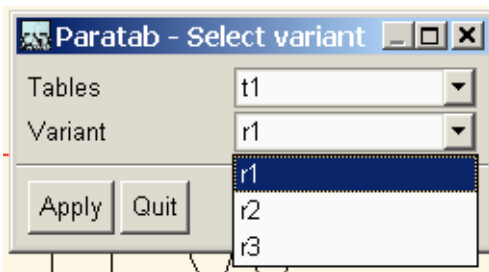 Paratab - Select variant
Tables t1
Variant r1
r1
Apply Quit r2
r3